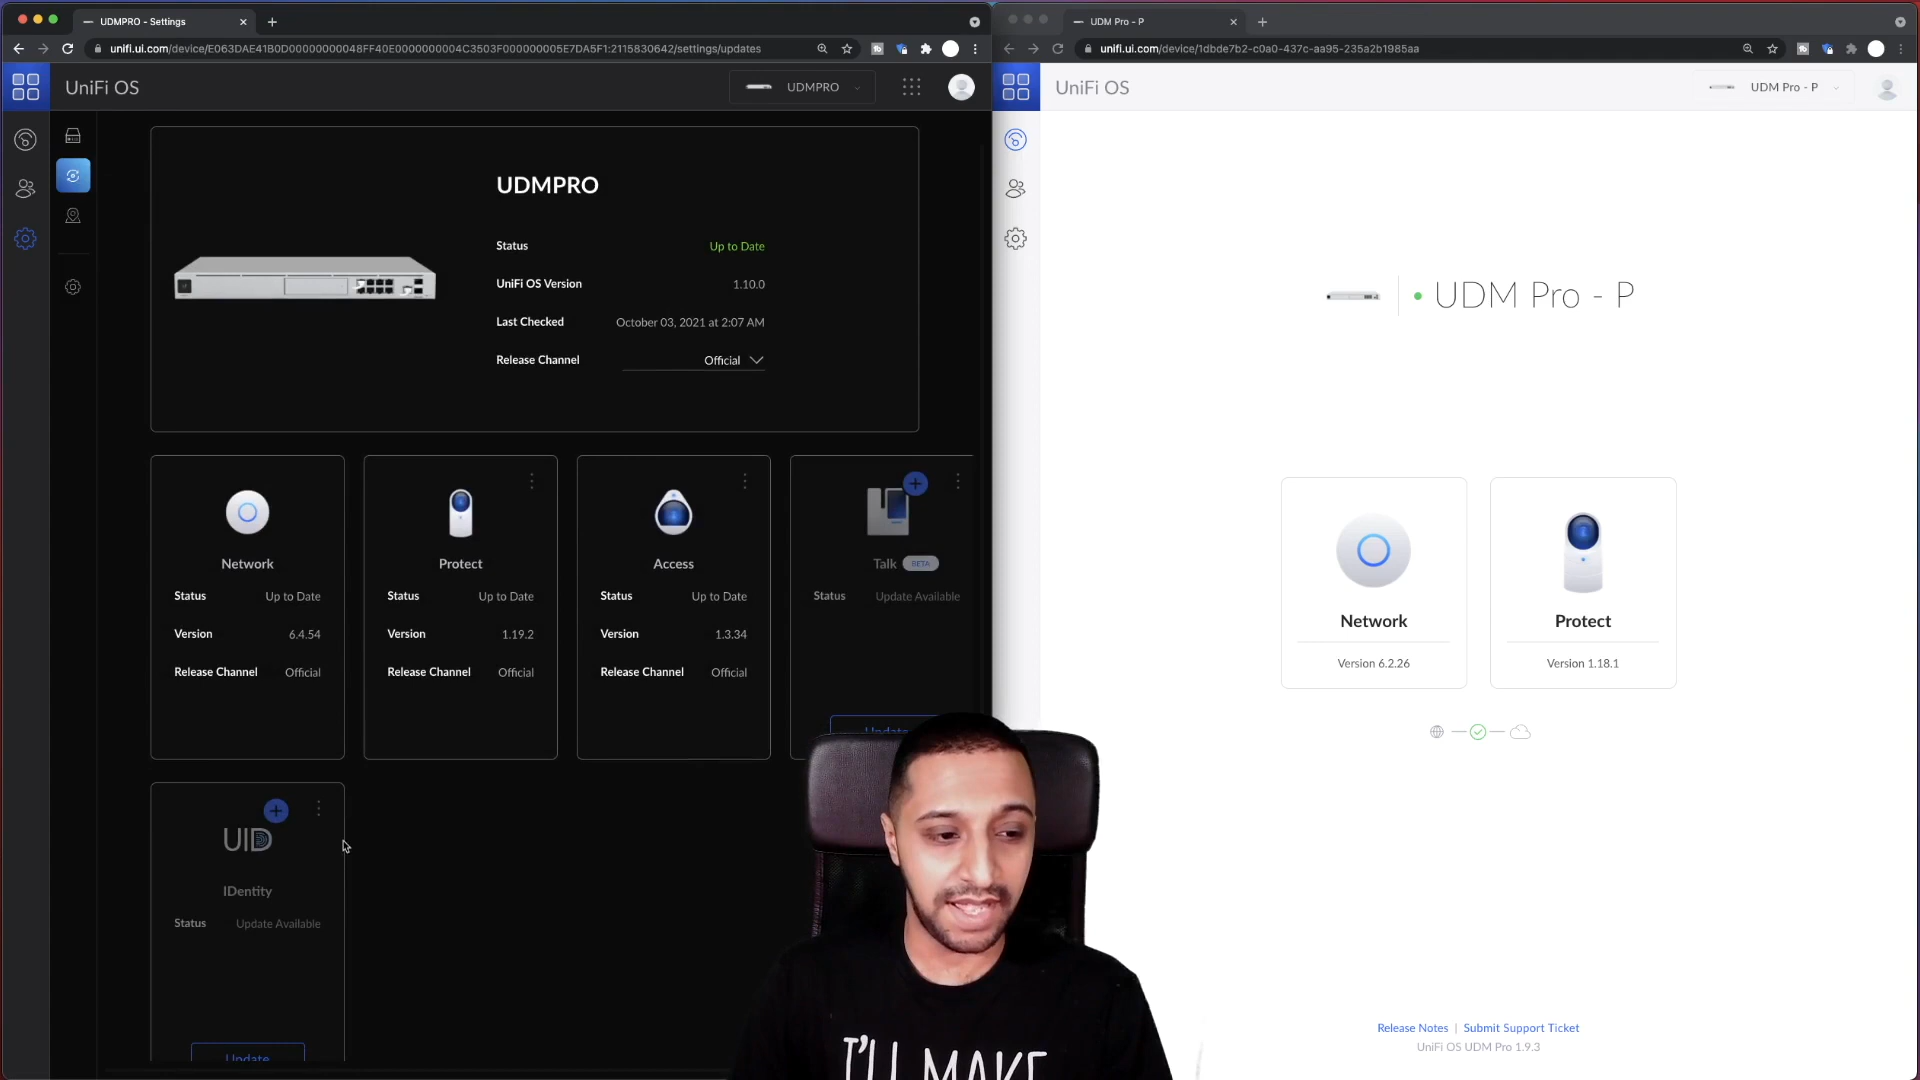 UDMPRO - Settings
unifi.ui.com/device/E063DAE41B0D00000000048FF40E0000000004C3503F000000005E7DA5F1:2115830642/settings/updates
UniFi OS
UDMPRO
UDMPRO
Status Up to Date
UniFi OS Version 1.10.0
Last Checked October 03, 2021 at 2:07 AM
Release Channel Official
Network
Status Up to Date
Version 6.4.54
Release Channel Official
Protect
Status Up to Date
Version 1.19.2
Release Channel Official
Access
Status Up to Date
Version 1.3.34
Release Channel Official
Talk BETA
Status Update Available
Update
UID
IDentity
Status Update Available
Update
UDM Pro - P
unifi.ui.com/device/1dbde7b2-c0a0-437c-aa95-235a2b1985aa
UniFi OS
UDM Pro - P
UDM Pro - P
Network
Version 6.2.26
Protect
Version 1.18.1
Release Notes | Submit Support Ticket
UniFi OS UDM Pro 1.9.3
I'LL MAKE